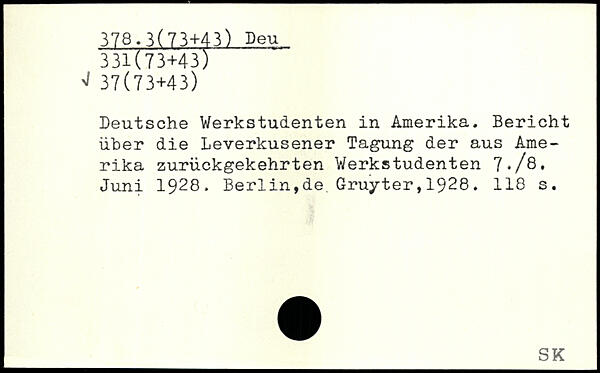 378.3(73+43) Deu
331(73+43)
✓ 37(73+43)
Deutsche Werkstudenten in Amerika. Bericht
über die Leverkusener Tagung der aus Ame-
rika zurückgekehrten Werkstudenten 7./8.
Juni 1928. Berlin,de Gruyter,1928. 118 s.
SK